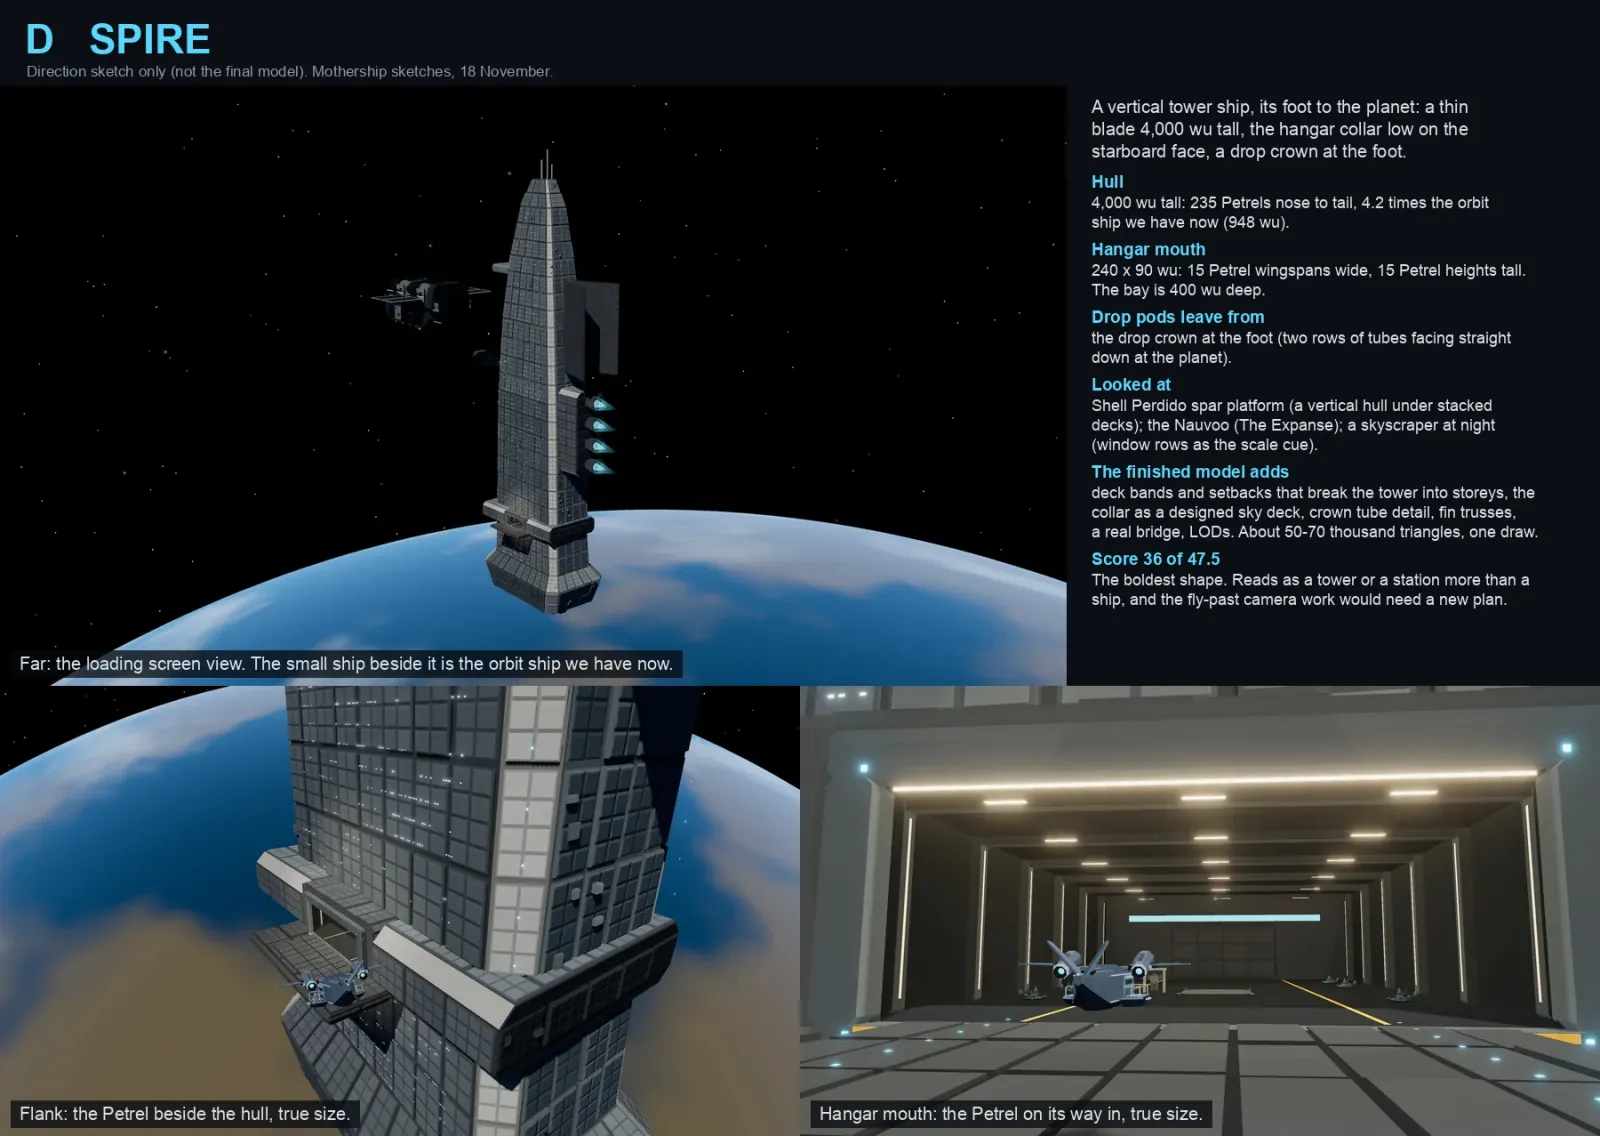 D SPIRE
Direction sketch only (not the final model). Mothership sketches, 18 November.
A vertical tower ship, its foot to the planet: a thin
blade 4,000 wu tall, the hangar collar low on the
starboard face, a drop crown at the foot.
Hull
4,000 wu tall: 235 Petrels nose to tail, 4.2 times the orbit
ship we have now (948 wu).
Hangar mouth
240 x 90 wu: 15 Petrel wingspans wide, 15 Petrel heights tall.
The bay is 400 wu deep.
Drop pods leave from
the drop crown at the foot (two rows of tubes facing straight
down at the planet).
Looked at
Shell Perdido spar platform (a vertical hull under stacked
decks); the Nauvoo (The Expanse); a skyscraper at night
(window rows as the scale cue).
The finished model adds
deck bands and setbacks that break the tower into storeys, the
collar as a designed sky deck, crown tube detail, fin trusses,
a real bridge, LODs. About 50-70 thousand triangles, one draw.
Score 36 of 47.5
The boldest shape. Reads as a tower or a station more than a
ship, and the fly-past camera work would need a new plan.
Far: the loading screen view. The small ship beside it is the orbit ship we have now.
Flank: the Petrel beside the hull, true size.
Hangar mouth: the Petrel on its way in, true size.